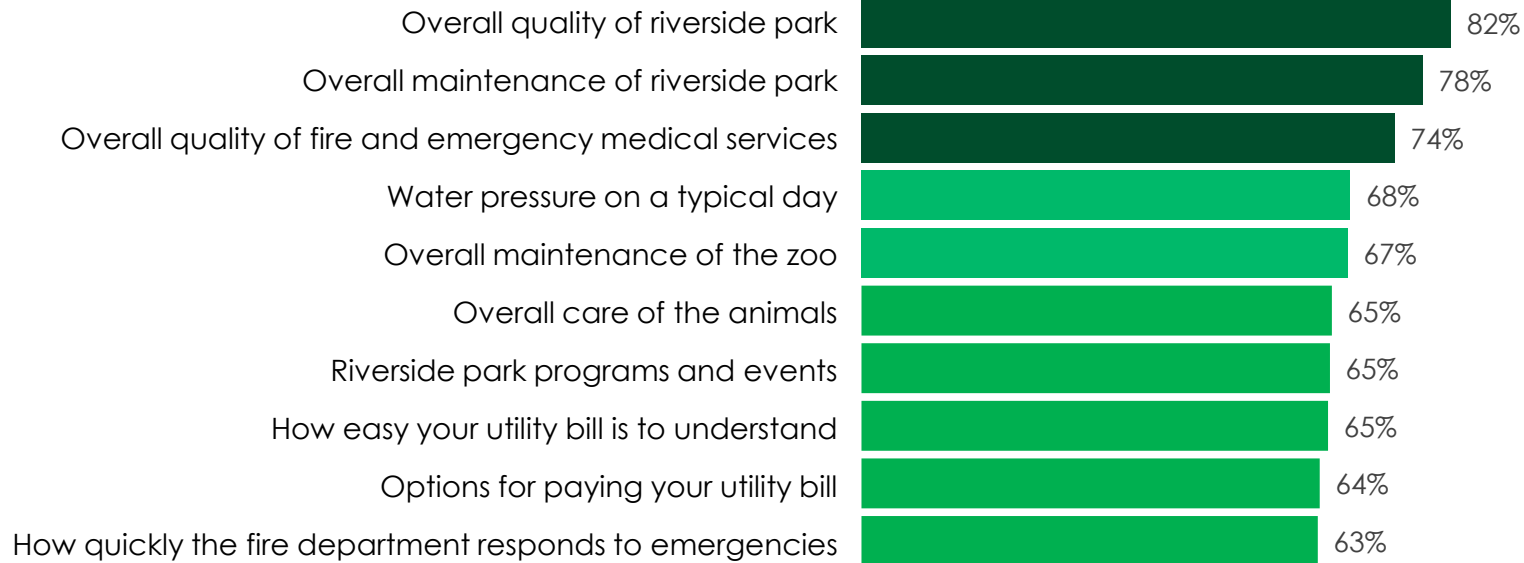 Overall quality of riverside park 82%
Overall maintenance of riverside park 78%
Overall quality of fire and emergency medical services 74%
Water pressure on a typical day 68%
Overall maintenance of the zoo 67%
Overall care of the animals 65%
Riverside park programs and events 65%
How easy your utility bill is to understand 65%
Options for paying your utility bill 64%
How quickly the fire department responds to emergencies 63%